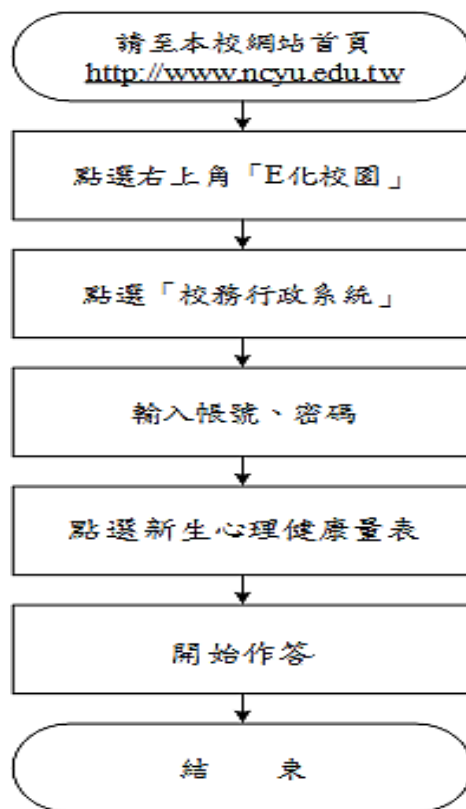 請至本校網站首頁
http://www.ncyu.edu.tw
點選右上角「E化校園」
點選「校務行政系統」
輸入帳號、密碼
點選新生心理健康量表
開始作答
結 束